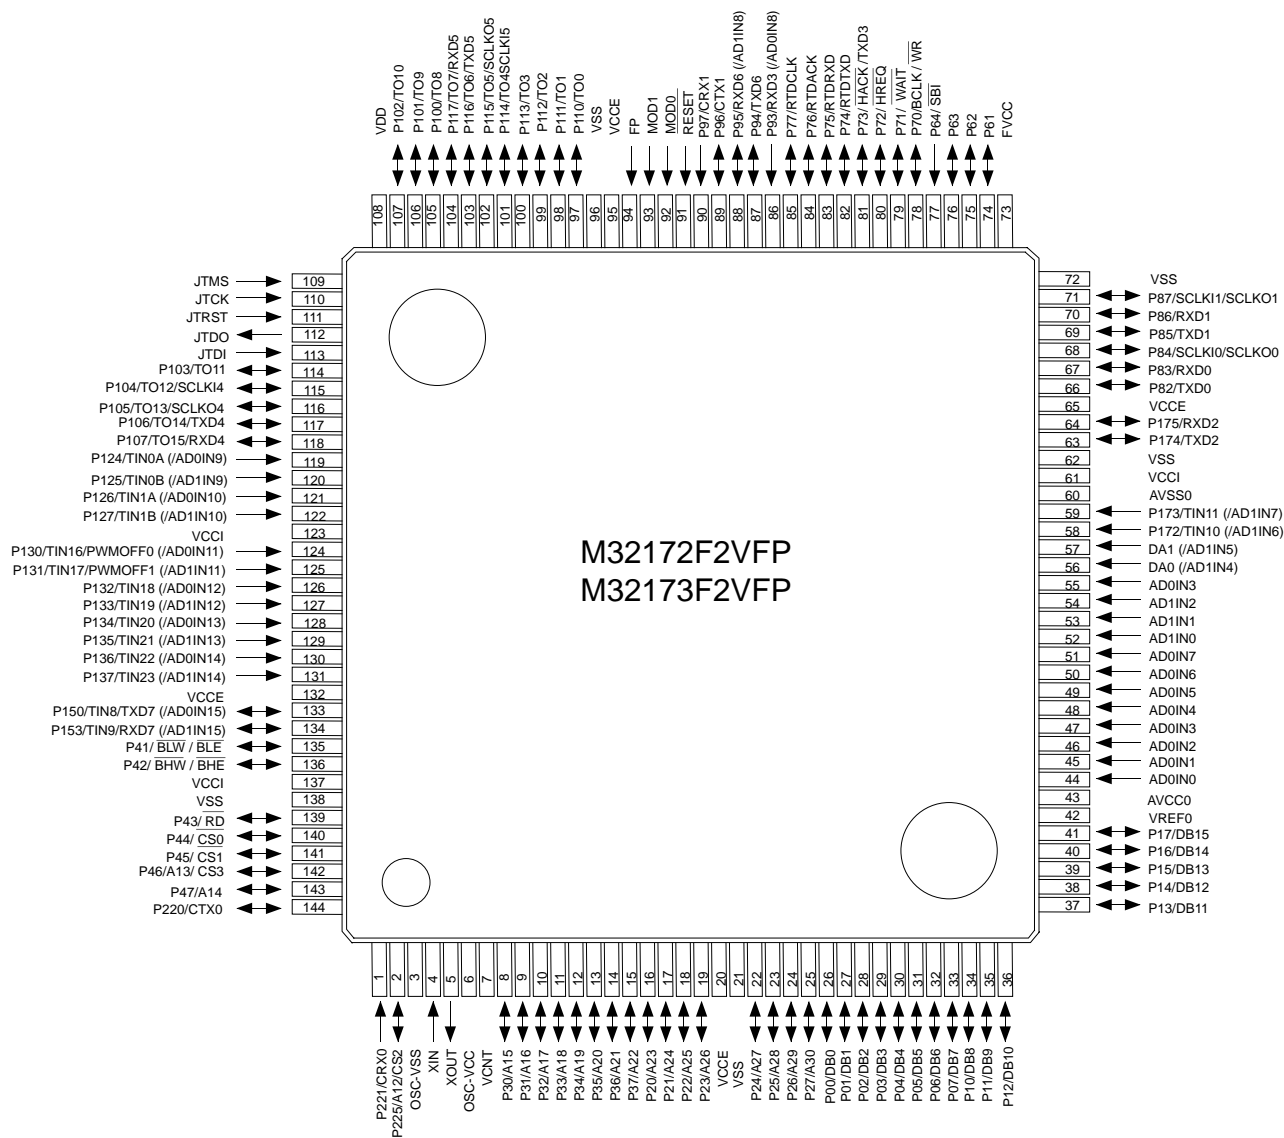 VDD
P102/TO10
P101/TO9
P100/TO8
P117/TO7/RXD5
P116/TO6/TXD5
P115/TO5/SCLKO5
P114/TO4SCLKI5
P113/TO3
P112/TO2
P111/TO1
P110/TO0
VSS
VCCE
FP
MOD1
MOD0
RESET
P97/CRX1
P96/CTX1
P95/RXD6 (/AD1IN8)
P94/TXD6
P93/RXD3 (/AD0IN8)
P77/RTDCLK
P76/RTDACK
P75/RTDRXD
P74/RTDTXD
P73/ HACK /TXD3
P72/ HREQ
P71/ WAIT
P70/BCLK / WR
P64/ SBI
P63
P62
P61
FVCC
108 107 106 105 104 103 102 101 100 99 98 97 96 95 94 93 92 91 90 89 88 87 86 85 84 83 82 81 80 79 78 77 76 75 74 73
JTMS 109
JTCK 110
JTRST 111
JTDO 112
JTDI 113
P103/TO11 114
P104/TO12/SCLKI4 115
P105/TO13/SCLKO4 116
P106/TO14/TXD4 117
P107/TO15/RXD4 118
P124/TIN0A (/AD0IN9) 119
P125/TIN0B (/AD1IN9) 120
P126/TIN1A (/AD0IN10) 121
P127/TIN1B (/AD1IN10) 122
VCCI 123
P130/TIN16/PWMOFF0 (/AD0IN11) 124
P131/TIN17/PWMOFF1 (/AD1IN11) 125
P132/TIN18 (/AD0IN12) 126
P133/TIN19 (/AD1IN12) 127
P134/TIN20 (/AD0IN13) 128
P135/TIN21 (/AD1IN13) 129
P136/TIN22 (/AD0IN14) 130
P137/TIN23 (/AD1IN14) 131
VCCE 132
P150/TIN8/TXD7 (/AD0IN15) 133
P153/TIN9/RXD7 (/AD1IN15) 134
P41/ BLW / BLE 135
P42/ BHW / BHE 136
VCCI 137
VSS 138
P43/ RD 139
P44/ CS0 140
P45/ CS1 141
P46/A13/ CS3 142
P47/A14 143
P220/CTX0 144
M32172F2VFP
M32173F2VFP
72 VSS
71 P87/SCLKI1/SCLKO1
70 P86/RXD1
69 P85/TXD1
68 P84/SCLKI0/SCLKO0
67 P83/RXD0
66 P82/TXD0
65 VCCE
64 P175/RXD2
63 P174/TXD2
62 VSS
61 VCCI
60 AVSS0
59 P173/TIN11 (/AD1IN7)
58 P172/TIN10 (/AD1IN6)
57 DA1 (/AD1IN5)
56 DA0 (/AD1IN4)
55 AD0IN3
54 AD1IN2
53 AD1IN1
52 AD1IN0
51 AD0IN7
50 AD0IN6
49 AD0IN5
48 AD0IN4
47 AD0IN3
46 AD0IN2
45 AD0IN1
44 AD0IN0
43 AVCC0
42 VREF0
41 P17/DB15
40 P16/DB14
39 P15/DB13
38 P14/DB12
37 P13/DB11
1 2 3 4 5 6 7 8 9 10 11 12 13 14 15 16 17 18 19 20 21 22 23 24 25 26 27 28 29 30 31 32 33 34 35 36
P221/CRX0
P225/A12/CS2
OSC-VSS
XIN
XOUT
OSC-VCC
VCNT
P30/A15
P31/A16
P32/A17
P33/A18
P34/A19
P35/A20
P36/A21
P37/A22
P20/A23
P21/A24
P22/A25
P23/A26
VCCE
VSS
P24/A27
P25/A28
P26/A29
P27/A30
P00/DB0
P01/DB1
P02/DB2
P03/DB3
P04/DB4
P05/DB5
P06/DB6
P07/DB7
P10/DB8
P11/DB9
P12/DB10